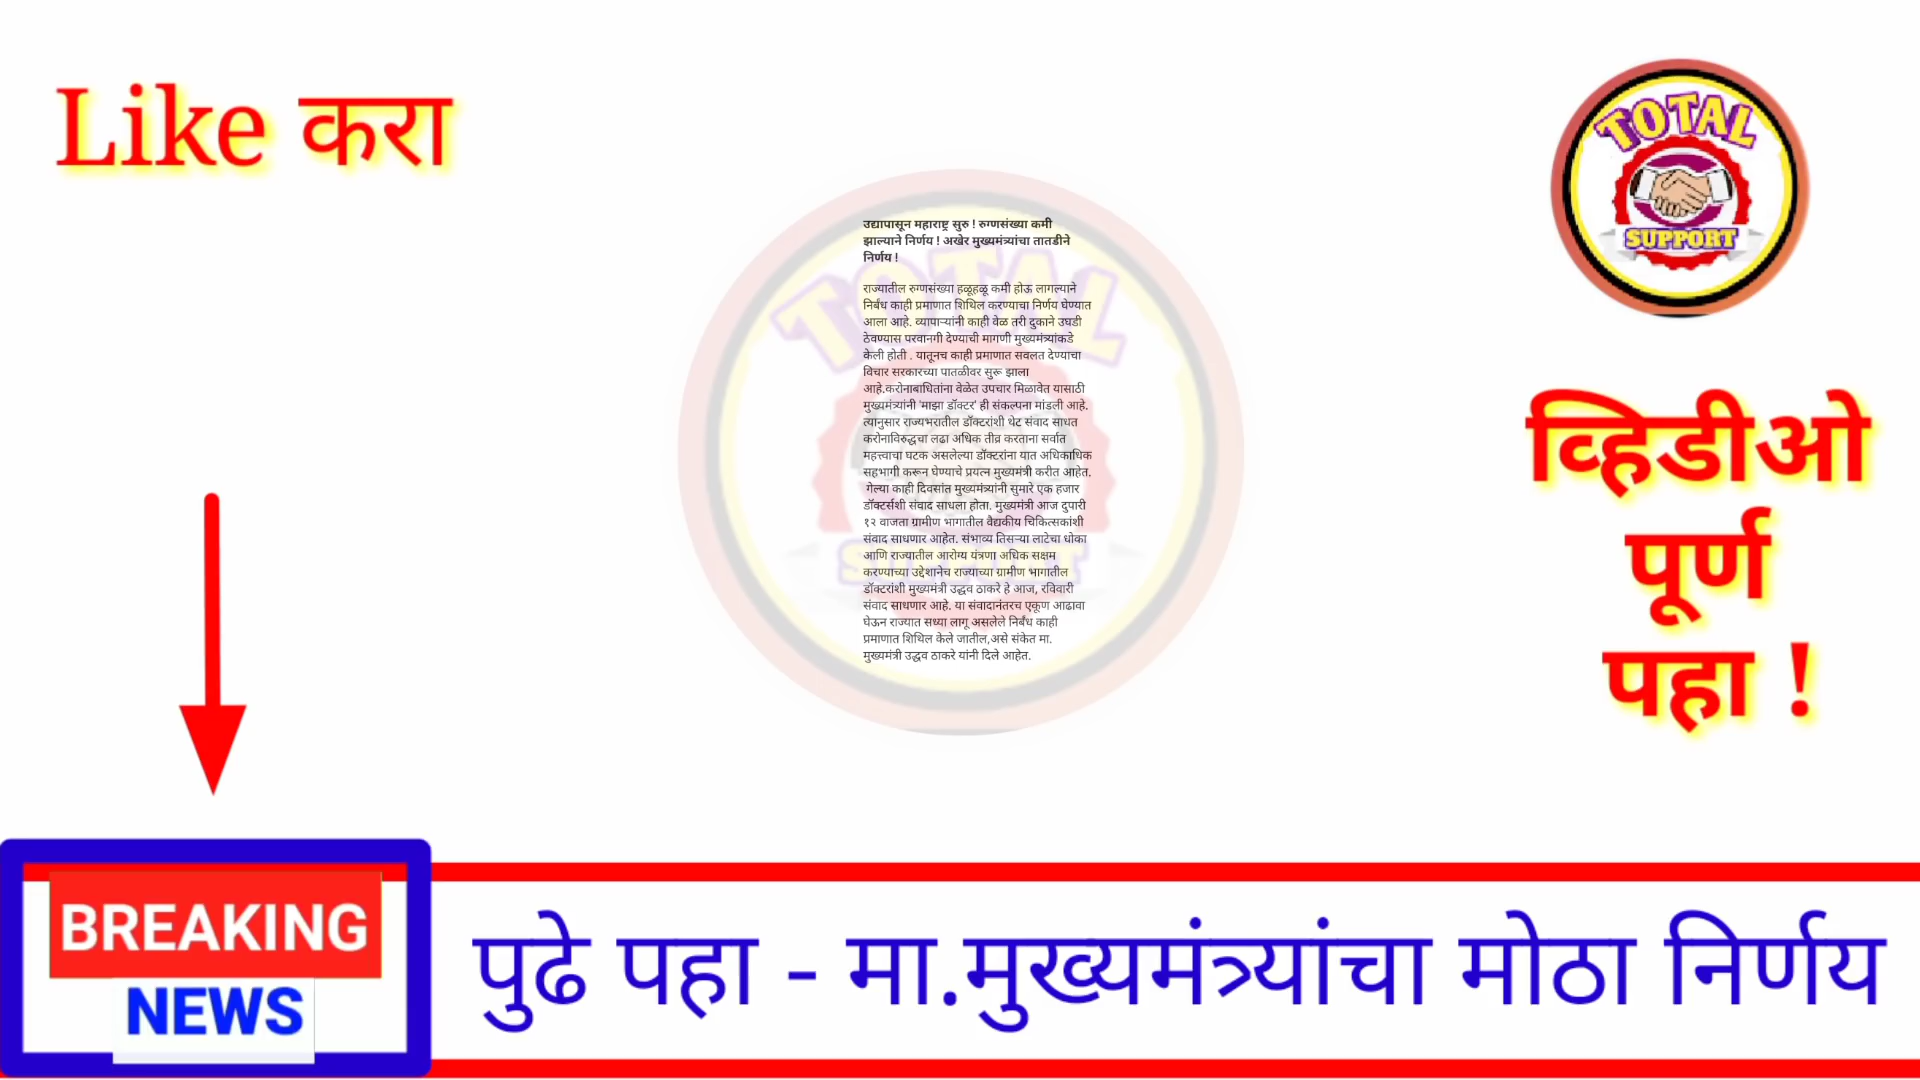 Like करा
TOTAL
SUPPORT
उद्यापासून महाराष्ट्र सुरु ! रुग्णसंख्या कमी
झाल्याने निर्णय ! अखेर मुख्यमंत्र्यांचा तातडीने
निर्णय !
राज्यातील रुग्णसंख्या हळूहळू कमी होऊ लागल्याने
निर्बंध काही प्रमाणात शिथिल करण्याचा निर्णय घेण्यात
आला आहे. व्यापाऱ्यांनी काही वेळ तरी दुकाने उघडी
ठेवण्यास परवानगी देण्याची मागणी मुख्यमंत्र्यांकडे
केली होती . यातूनच काही प्रमाणात सवलत देण्याचा
विचार सरकारच्या पातळीवर सुरू झाला
आहे.करोनाबाधितांना वेळेत उपचार मिळावेत यासाठी
मुख्यमंत्र्यांनी 'माझा डॉक्टर' ही संकल्पना मांडली आहे.
त्यानुसार राज्यभरातील डॉक्टरांशी थेट संवाद साधत
करोनाविरुद्धचा लढा अधिक तीव्र करताना सर्वात
महत्त्वाचा घटक असलेल्या डॉक्टरांना यात अधिकाधिक
सहभागी करून घेण्याचे प्रयत्न मुख्यमंत्री करीत आहेत.
गेल्या काही दिवसांत मुख्यमंत्र्यांनी सुमारे एक हजार
डॉक्टर्सशी संवाद साधला होता. मुख्यमंत्री आज दुपारी
१२ वाजता ग्रामीण भागातील वैद्यकीय चिकित्सकांशी
संवाद साधणार आहेत. संभाव्य तिसऱ्या लाटेचा धोका
आणि राज्यातील आरोग्य यंत्रणा अधिक सक्षम
करण्याच्या उद्देशानेच राज्याच्या ग्रामीण भागातील
डॉक्टरांशी मुख्यमंत्री उद्धव ठाकरे हे आज, रविवारी
संवाद साधणार आहे. या संवादानंतरच एकूण आढावा
घेऊन राज्यात सध्या लागू असलेले निर्बंध काही
प्रमाणात शिथिल केले जातील,असे संकेत मा.
मुख्यमंत्री उद्धव ठाकरे यांनी दिले आहेत.
TOTAL
SUPPORT
व्हिडीओ
पूर्ण
पहा !
BREAKING
NEWS
पुढे पहा - मा.मुख्यमंत्र्यांचा मोठा निर्णय